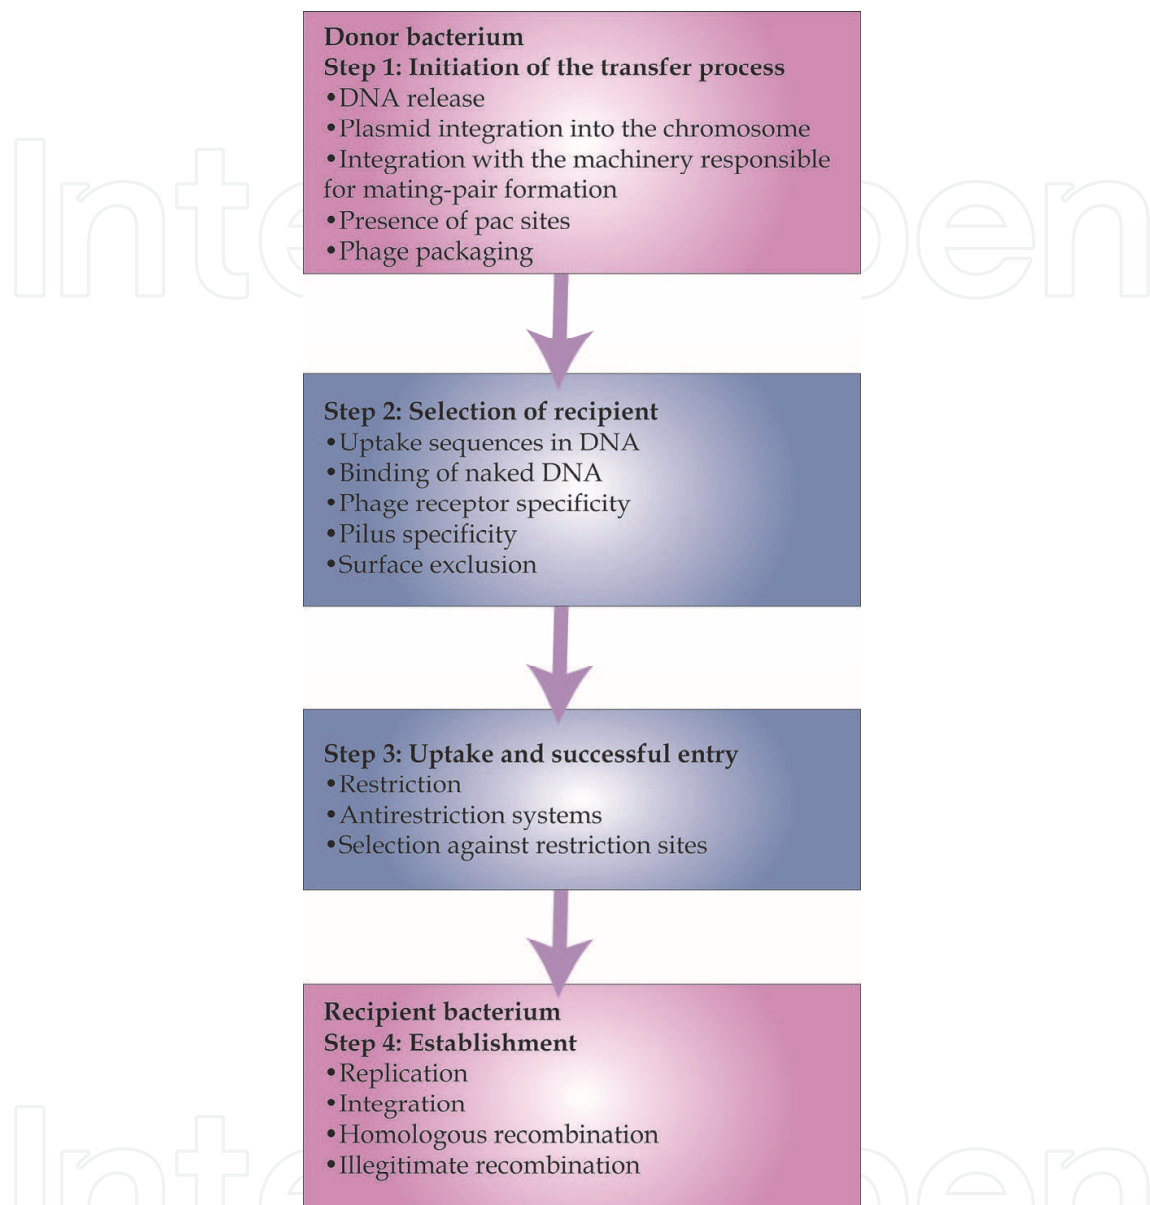 Donor bacterium
Step 1: Initiation of the transfer process
•DNA release
•Plasmid integration into the chromosome
•Integration with the machinery responsible
for mating-pair formation
•Presence of pac sites
•Phage packaging
Step 2: Selection of recipient
•Uptake sequences in DNA
•Binding of naked DNA
•Phage receptor specificity
•Pilus specificity
•Surface exclusion
Step 3: Uptake and successful entry
•Restriction
•Antirestriction systems
•Selection against restriction sites
Recipient bacterium
Step 4: Establishment
•Replication
•Integration
•Homologous recombination
•Illegitimate recombination